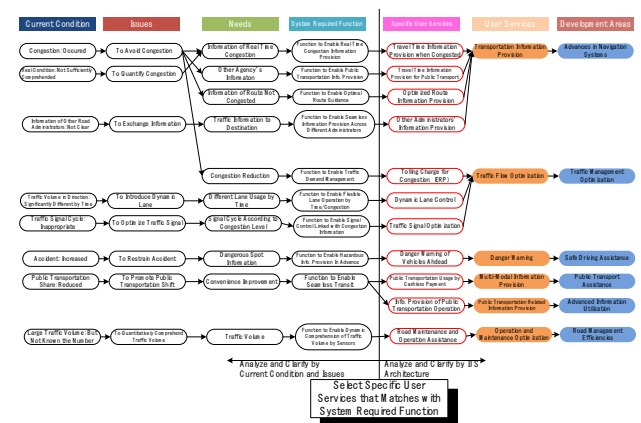 Current Condition
Issues
Needs
System Required Function
Specific User Services
User Services
Development Areas
Congestion: Occured
To Avoid Congestion
Information of Real Time
Congestion
Function to Enable Real Time
Congestion Information
Provision
Travel Time Information
Provision when Congested
Transportation Information
Provision
Advances in Navigation
Systems
Real Condition: Not Sufficiently
Comprehended
To Quantify Congestion
Other Agency's
Informaton
Function to Enable Public
Transportation Info. Provision
Travel Time Information
Provision for Public Transport
Information of Route Not
Congested
Function to Enable Optimal
Route Guidance
Optimized Route
Information Provision
Information of Other Road
Administrators: Not Clear
To Exchange Information
Traffic Information to
Destination
Function to Enable Seamless
Information Provision Across
Different Administrators
Other Administrators'
Information Provision
Congestion Reduction
Function to Enable Traffic
Demand Management
Tolling Charge for
Congestion (ERP)
Traffic Flow Optimization
Traffic Management
Optimization
Traffic Volume in Direction:
Significantly Different by Time
To Introduce Dynamic
Lane
Different Lane Usage by
Time
Function to Enable Flexible
Lane Operation by
Time/Congestion
Dynamic Lane Control
Traffic Signal Cycle:
Inappropriate
To Optimize Traffic Signal
Signal Cycle According to
Congestion Level
Function to Enable Signal
Control Linked with Congestion
Information
Traffic Signal Optimization
Accident: Increased
To Restrain Accident
Dangerous Spot
Information
Function to Enable Hazardous
Info. Provision In Advance
Danger Warning of
Vehicles Ahdead
Danger Warning
Safe Driving Assistance
Public Transportation
Share: Reduced
To Promote Public
Transportation Shift
Convenience Improvement
Function to Enable
Seamless Transit
Public Transportation Usage by
Cashless Payment
Multi-Modal Information
Provision
Public Transport
Assistance
Info. Provision of Public
Transportation Operation
Public Transportation Related
Information Provision
Advanced Information
Utilization
Large Traffic Volume: But
Not Known the Number
To Quantitatively Comprehend
Traffic Volume
Traffic Volume
Function to Enable Dynamic
Comprehension of Traffic
Volume by Sensors
Road Maintenance and
Operation Assistance
Operation and
Maintenance Optimization
Road Management
Efficiencies
Analyze and Clarify by
Current Condition and Issues
Analyze and Clarify by ITS
Architecture
Select Specific User
Services that Matches with
System Required Function